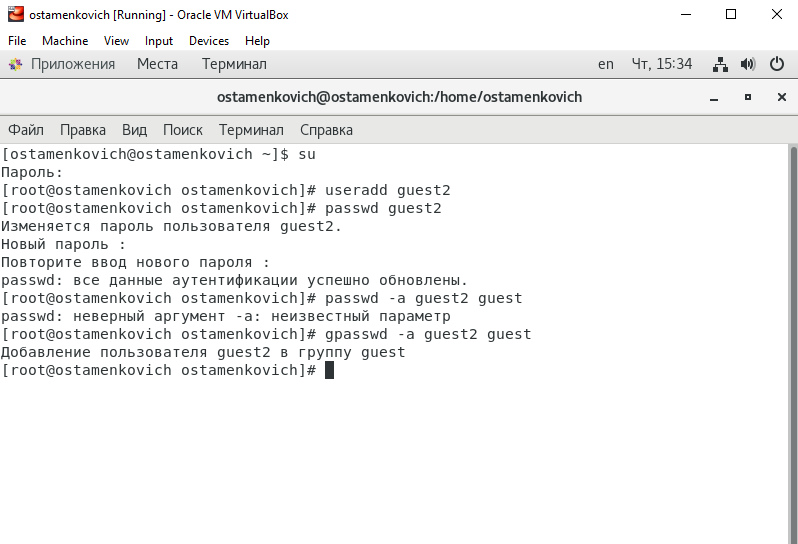 ostamenkovich [Running] - Oracle VM VirtualBox
File Machine View Input Devices Help
Приложения Места Терминал en Чт, 15:34
ostamenkovich@ostamenkovich:/home/ostamenkovich
Файл Правка Вид Поиск Терминал Справка
[ostamenkovich@ostamenkovich ~]$ su
Пароль:
[root@ostamenkovich ostamenkovich]# useradd guest2
[root@ostamenkovich ostamenkovich]# passwd guest2
Изменяется пароль пользователя guest2.
Новый пароль :
Повторите ввод нового пароля :
passwd: все данные аутентификации успешно обновлены.
[root@ostamenkovich ostamenkovich]# passwd -a guest2 guest
passwd: неверный аргумент -a: неизвестный параметр
[root@ostamenkovich ostamenkovich]# gpasswd -a guest2 guest
Добавление пользователя guest2 в группу guest
[root@ostamenkovich ostamenkovich]#